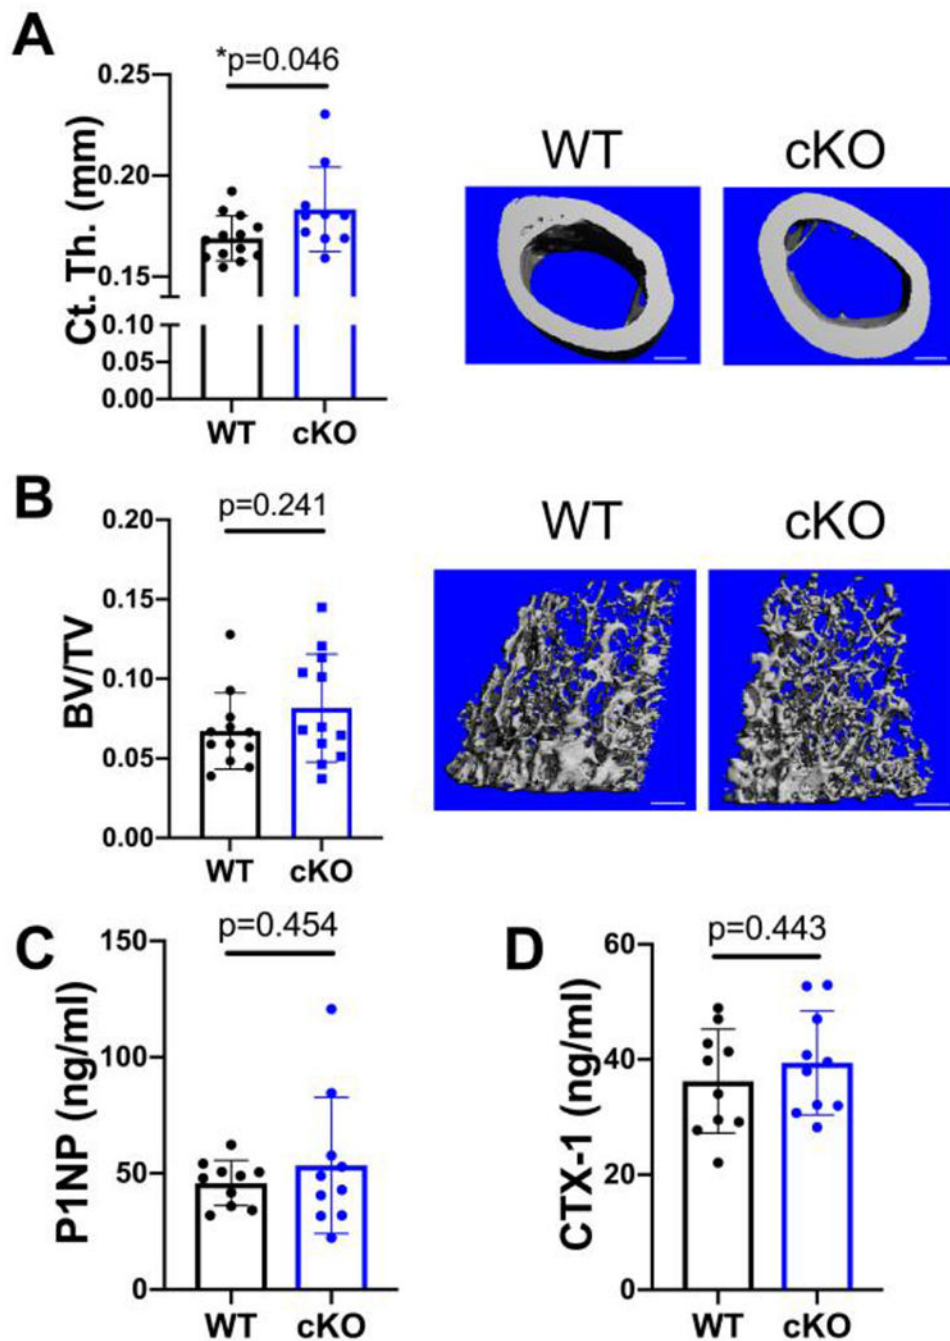 A
*p=0.046
Ct. Th. (mm)
0.25
0.20
0.15
0.10
0.05
0.00
WT
cKO
WT
cKO
B
p=0.241
BV/TV
0.20
0.15
0.10
0.05
0.00
WT
cKO
WT
cKO
C
p=0.454
P1NP (ng/ml)
150
100
50
0
WT
cKO
D
p=0.443
CTX-1 (ng/ml)
60
40
20
0
WT
cKO